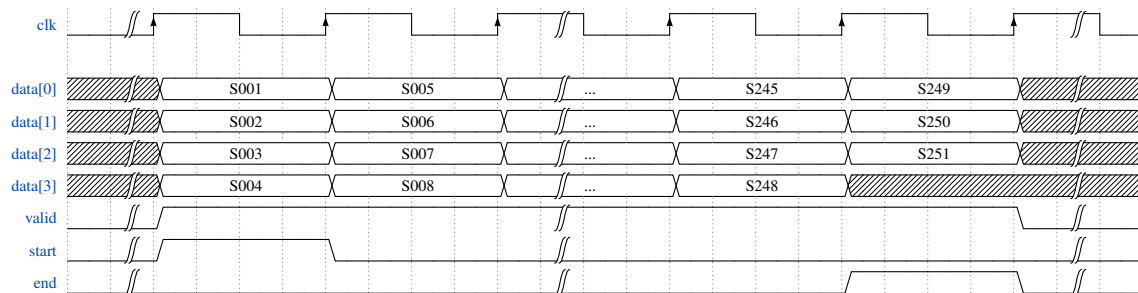 clk
data[0] S001 S005 ... S245 S249
data[1] S002 S006 ... S246 S250
data[2] S003 S007 ... S247 S251
data[3] S004 S008 ... S248
valid
start
end